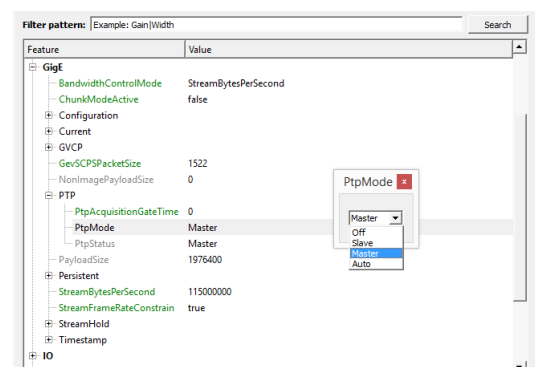 Filter pattern: Example: Gain|Width Search
Feature Value
GigE
BandwidthControlMode StreamBytesPerSecond
ChunkModeActive false
Configuration
Current
GVCP
GevSCPSPacketSize 1522
NonImagePayloadSize 0
PTP
PtpAcquisitionGateTime 0
PtpMode Master
PtpStatus Master
PayloadSize 1976400
Persistent
StreamBytesPerSecond 115000000
StreamFrameRateConstrain true
StreamHold
Timestamp
IO
PtpMode x
Master
Off
Slave
Master
Auto